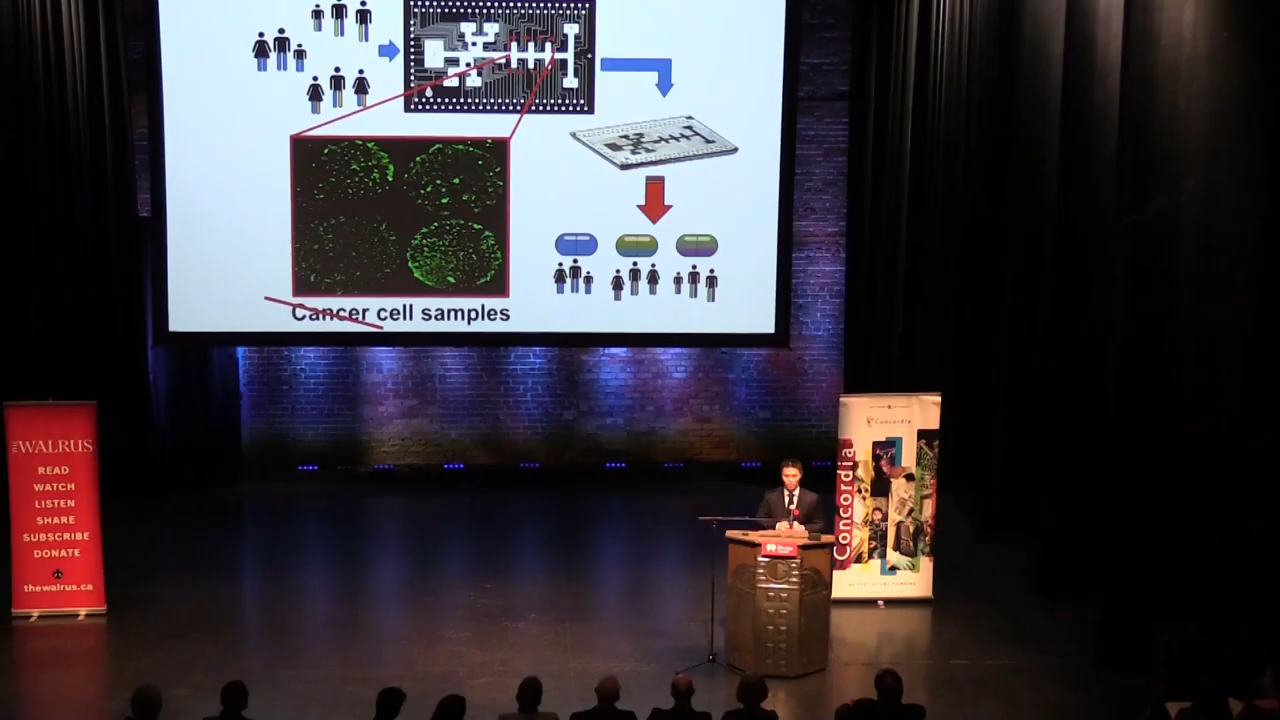 Cancer cell samples
THE WALRUS
READ
WATCH
LISTEN
SHARE
SUBSCRIBE
DONATE
thewalrus.ca
Concordia
Concordia